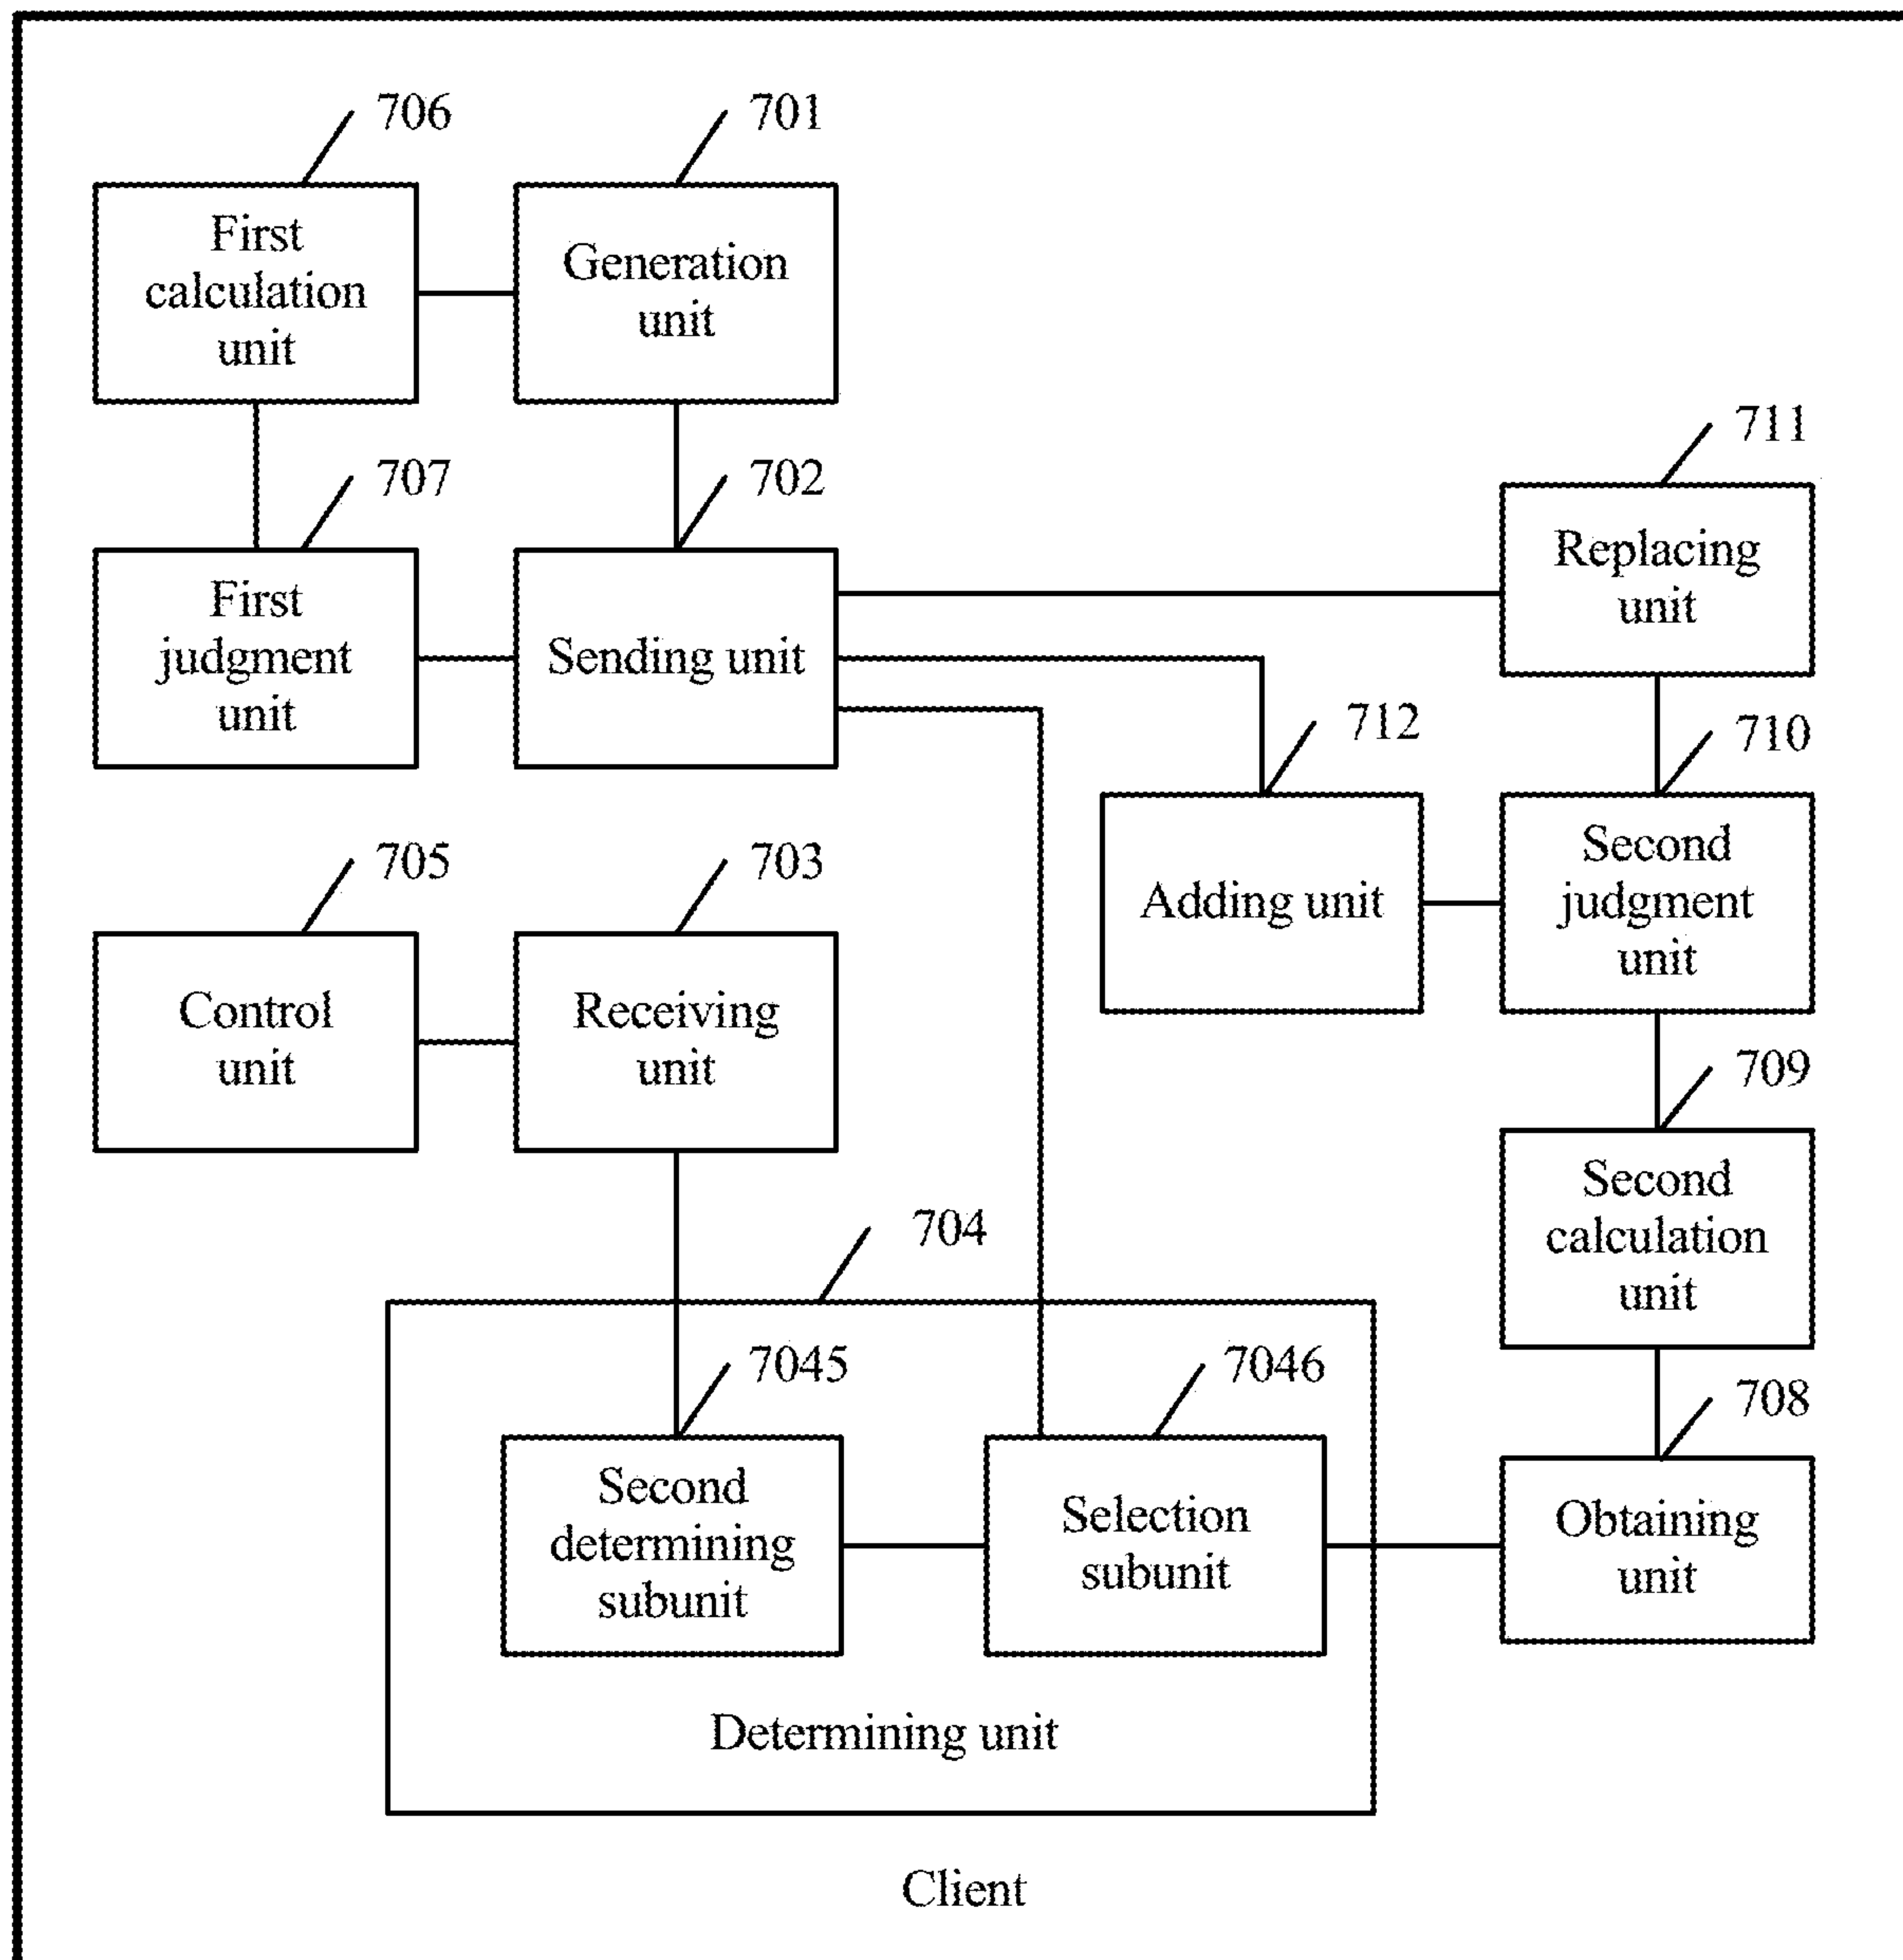 706
701
First
calculation
unit
Generation
unit
711
707
702
Replacing
unit
First
judgment
unit
Sending unit
712
710
705
703
Adding unit
Second
judgment
unit
Control
unit
Receiving
unit
709
704
Second
calculation
unit
7045
7046
708
Second
determining
subunit
Selection
subunit
Obtaining
unit
Determining unit
Client